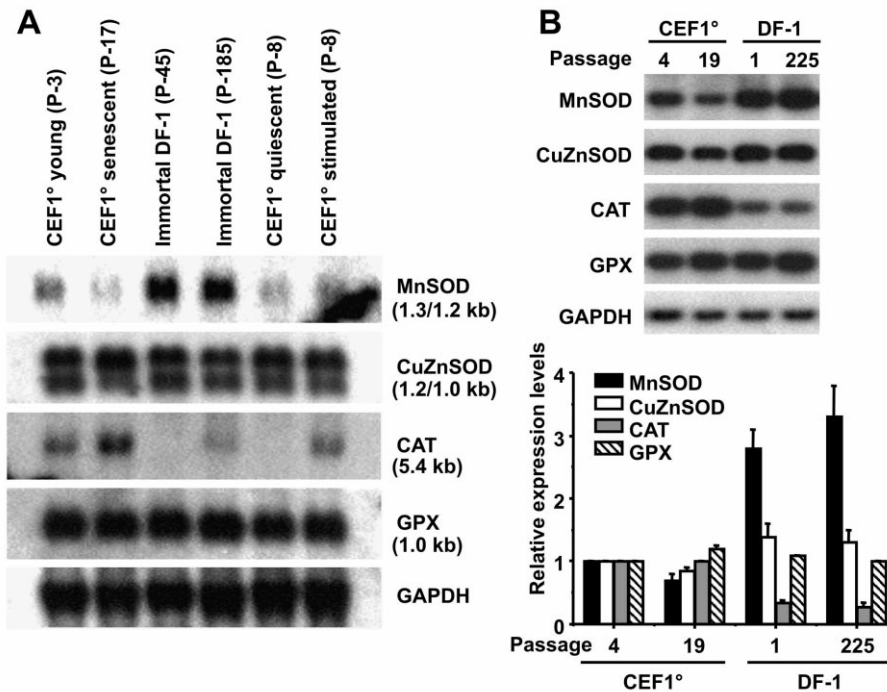 A
CEF1° young (P-3)
CEF1° senescent (P-17)
Immortal DF-1 (P-45)
Immortal DF-1 (P-185)
CEF1° quiescent (P-8)
CEF1° stimulated (P-8)
MnSOD
(1.3/1.2 kb)
CuZnSOD
(1.2/1.0 kb)
CAT
(5.4 kb)
GPX
(1.0 kb)
GAPDH
B
CEF1° DF-1
Passage 4 19 1 225
MnSOD
CuZnSOD
CAT
GPX
GAPDH
Relative expression levels
4
3
2
1
0
MnSOD
CuZnSOD
CAT
GPX
Passage 4 19 1 225
CEF1° DF-1